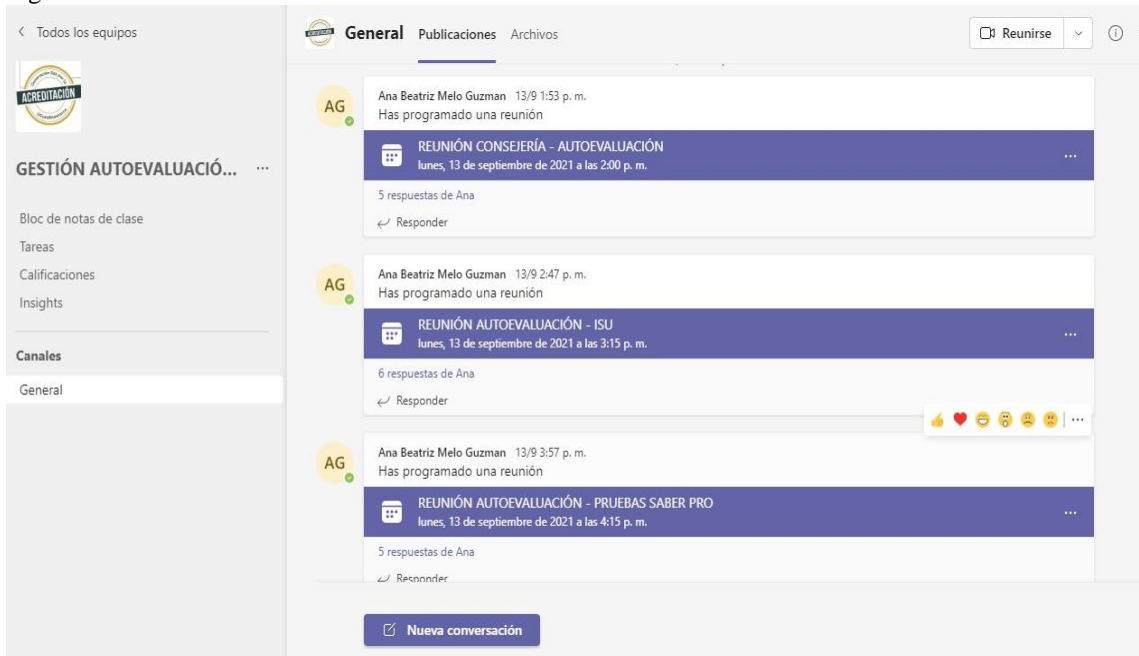 Todos los equipos
ACREDITACIÓN
GESTIÓN AUTOEVALUACIÓ... ...
Bloc de notas de clase
Tareas
Calificaciones
Insights
Canales
General
ACREDITACIÓN
General Publicaciones Archivos
Reunirse
AG
Ana Beatriz Melo Guzman 13/9 1:53 p. m.
Has programado una reunión
REUNIÓN CONSEJERÍA - AUTOEVALUACIÓN
lunes, 13 de septiembre de 2021 a las 2:00 p. m.
5 respuestas de Ana
Responder
AG
Ana Beatriz Melo Guzman 13/9 2:47 p. m.
Has programado una reunión
REUNIÓN AUTOEVALUACIÓN - ISU
lunes, 13 de septiembre de 2021 a las 3:15 p. m.
6 respuestas de Ana
Responder
AG
Ana Beatriz Melo Guzman 13/9 3:57 p. m.
Has programado una reunión
REUNIÓN AUTOEVALUACIÓN - PRUEBAS SABER PRO
lunes, 13 de septiembre de 2021 a las 4:15 p. m.
5 respuestas de Ana
Responder
Nueva conversación